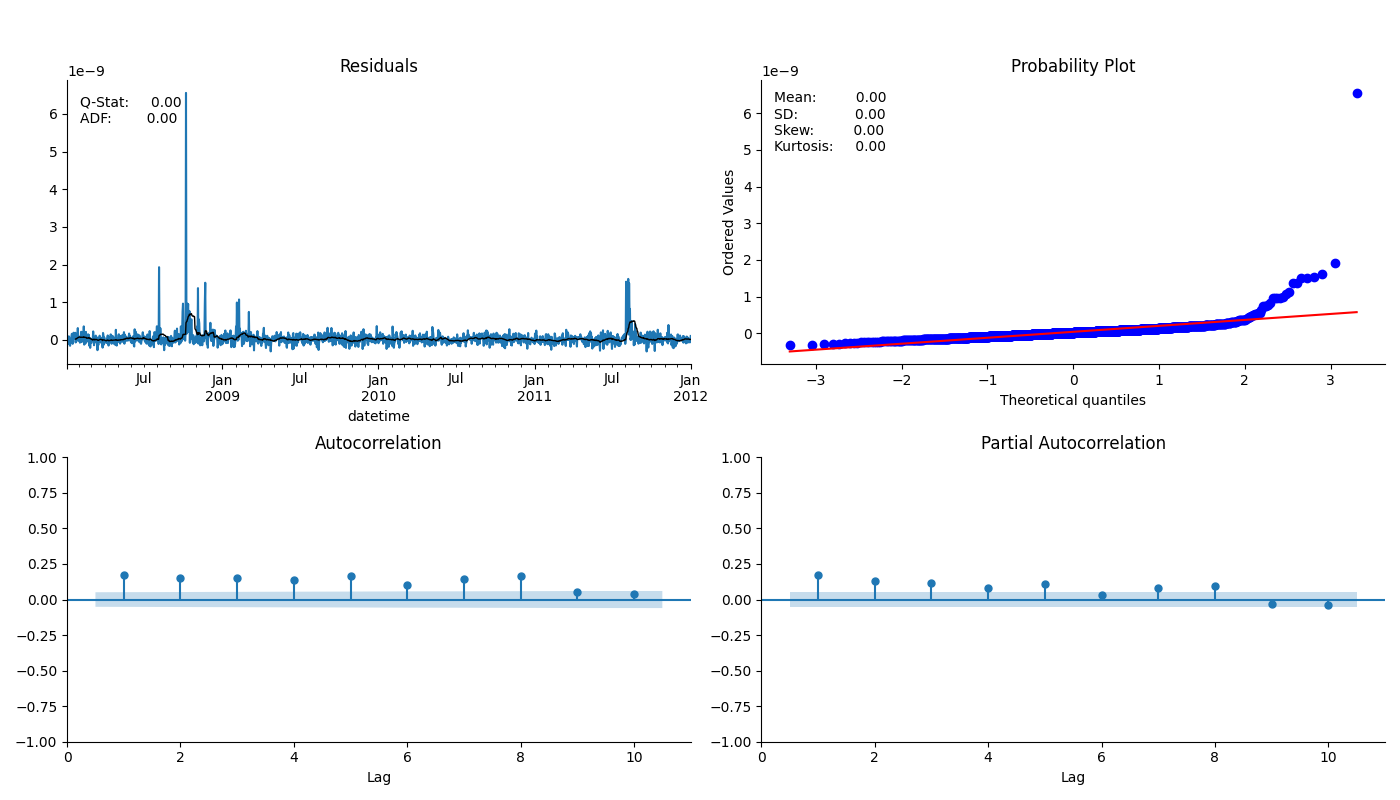 Residuals
1e−9
Q-Stat: 0.00
ADF: 0.00
6
5
4
3
2
1
0
Jul Jan Jul Jan Jul Jan Jul Jan
2009 2010 2011 2012
datetime
Probability Plot
1e−9
Mean: 0.00
SD: 0.00
Skew: 0.00
Kurtosis: 0.00
Ordered Values
6
5
4
3
2
1
0
−3 −2 −1 0 1 2 3
Theoretical quantiles
Autocorrelation
1.00
0.75
0.50
0.25
0.00
−0.25
−0.50
−0.75
−1.00
0 2 4 6 8 10
Lag
Partial Autocorrelation
1.00
0.75
0.50
0.25
0.00
−0.25
−0.50
−0.75
−1.00
0 2 4 6 8 10
Lag